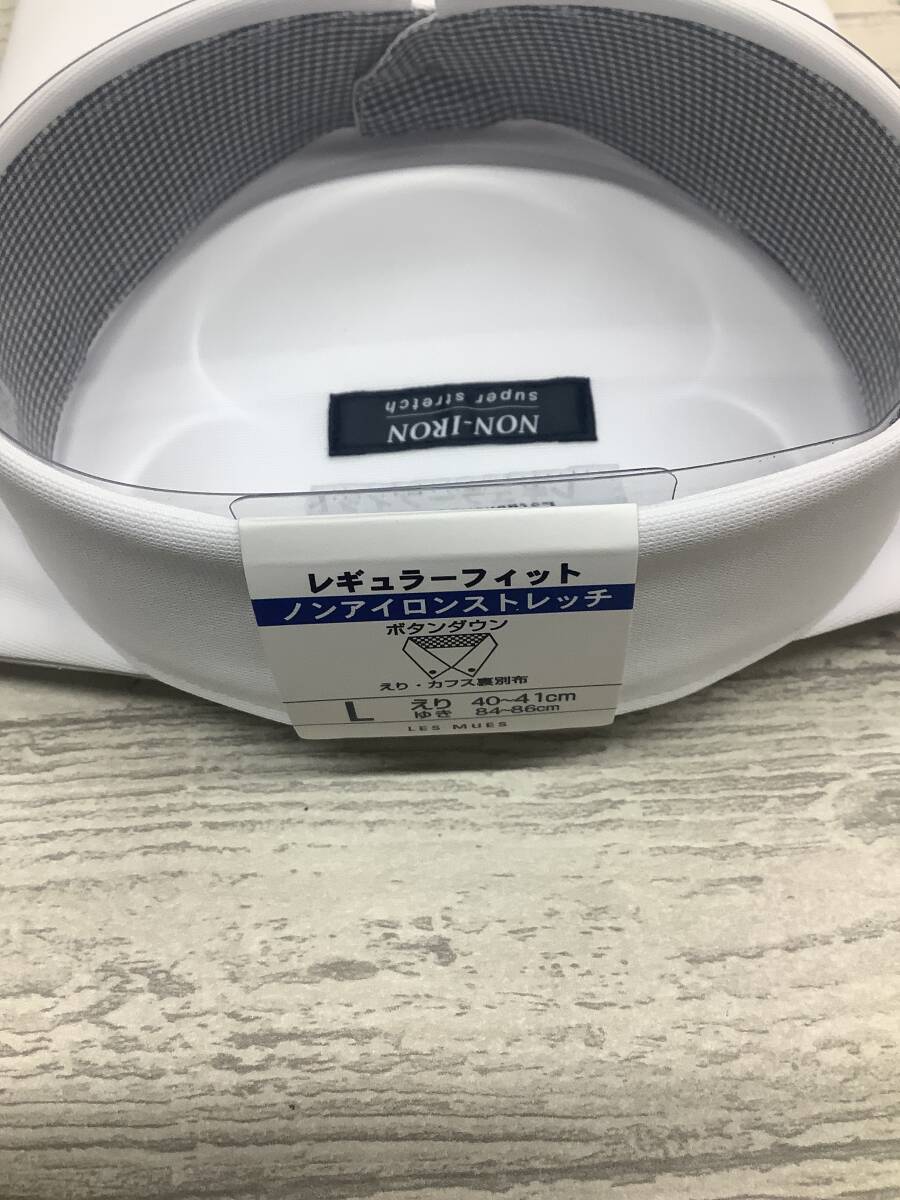 NON-IRON
super stretch
レギュラーフィット
ノンアイロンストレッチ
ボタンダウン
えり・カフス裏別布
L えり 40~41cm
ゆき 84~86cm
LES MUES